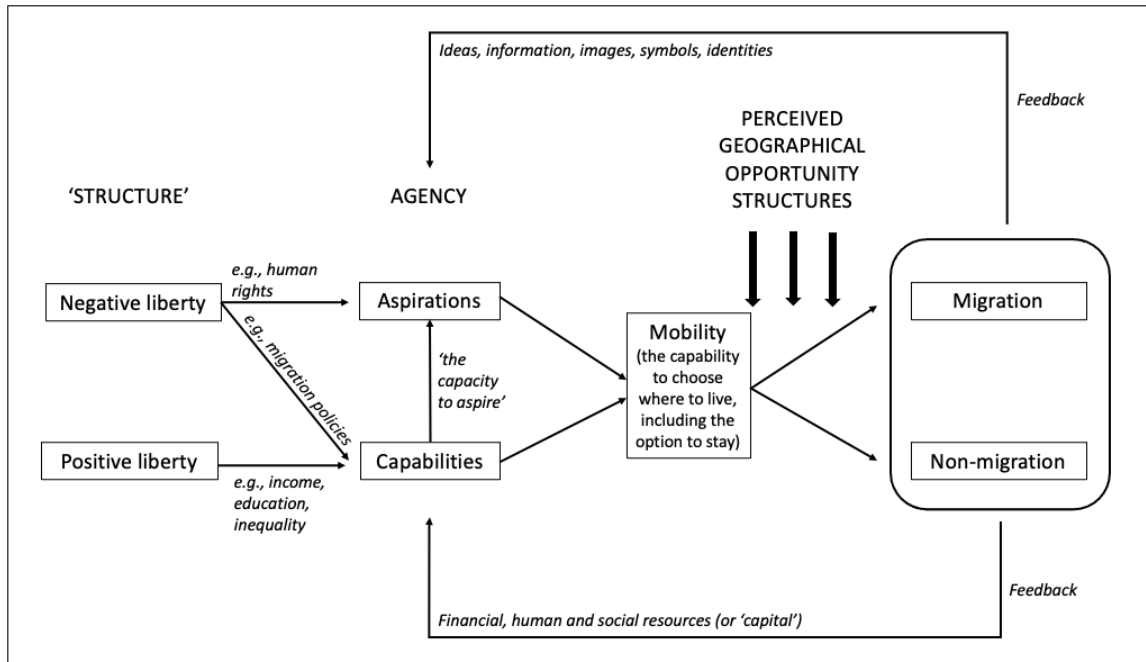 Ideas, information, images, symbols, identities
Feedback
PERCEIVED
GEOGRAPHICAL
OPPORTUNITY
STRUCTURES
‘STRUCTURE’
AGENCY
e.g., human
rights
Negative liberty
Aspirations
Migration
Mobility
(the capability
to choose
where to live,
including the
option to stay)
e.g., migration policies
‘the
capacity
to aspire’
Positive liberty
Capabilities
Non-migration
e.g., income,
education,
inequality
Feedback
Financial, human and social resources (or ‘capital’)